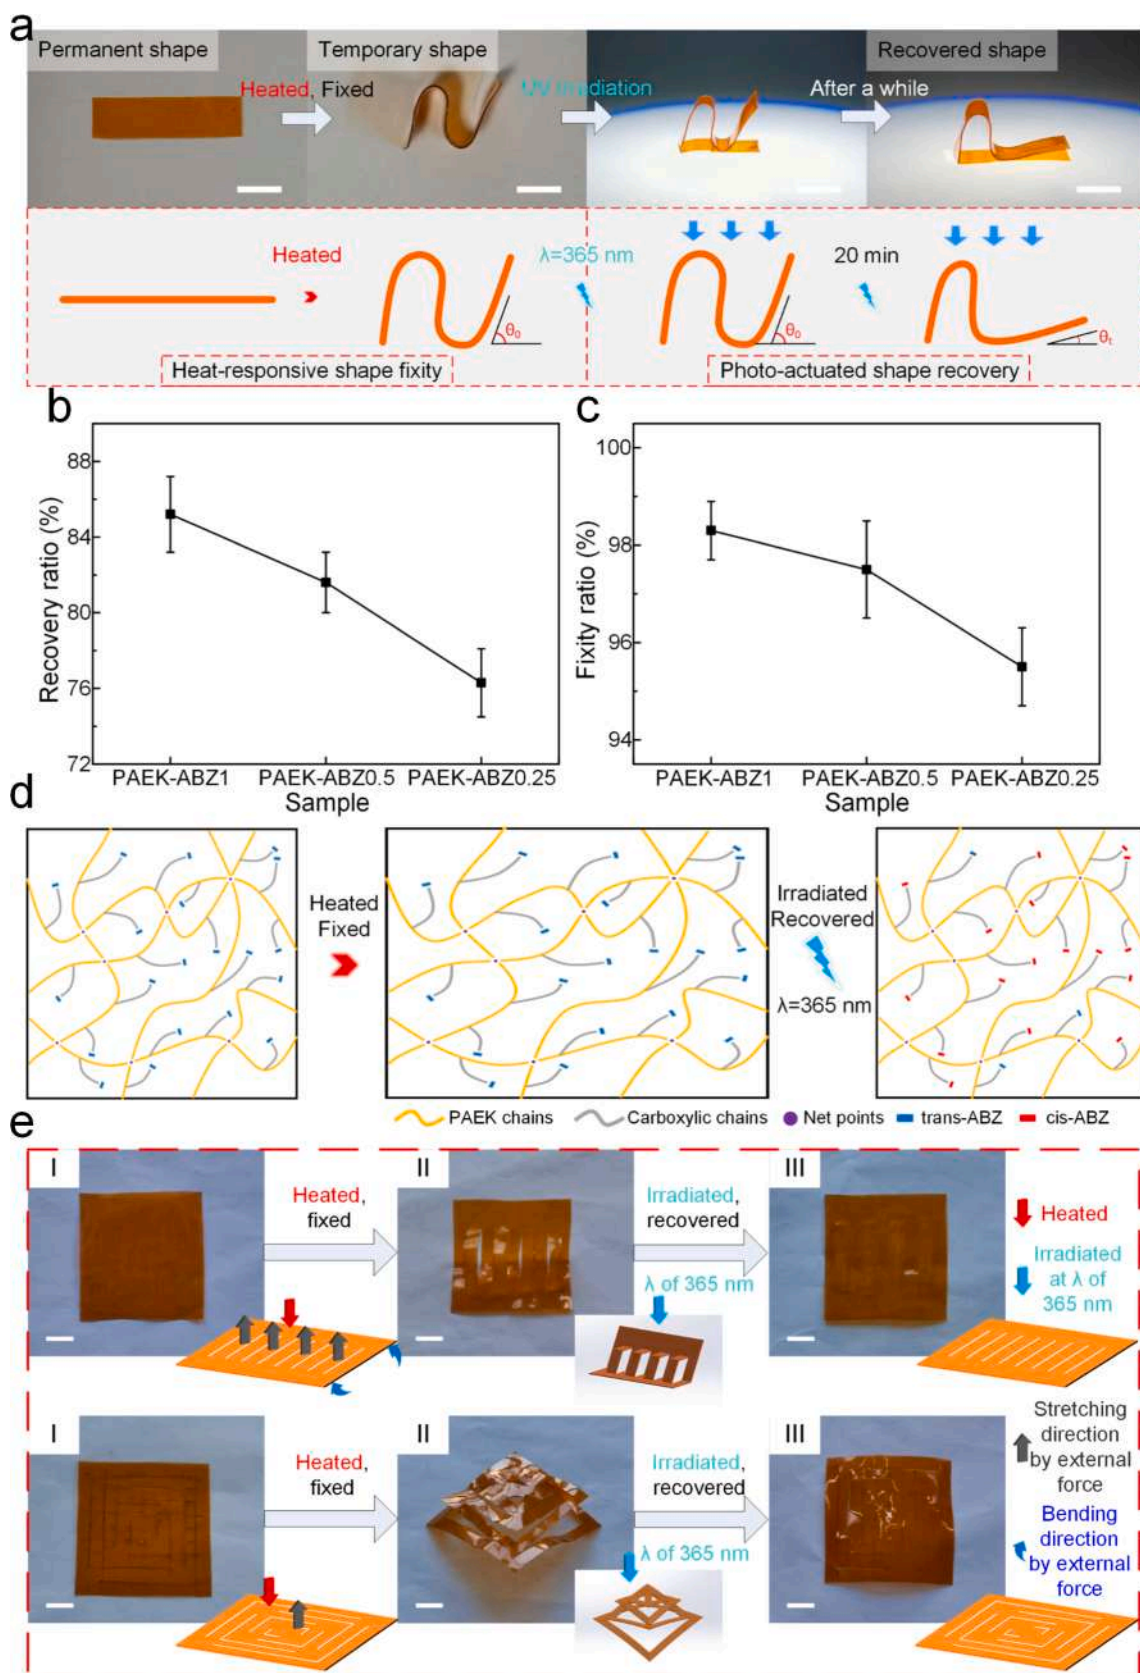 a
Permanent shape
Temporary shape
Recovered shape
Heated, Fixed
UV Irradiation
After a while
Heated
λ=365 nm
20 min
θ₀
θ₀
θₜ
Heat-responsive shape fixity
Photo-actuated shape recovery
b
Recovery ratio (%)
88
84
80
76
72
PAEK-ABZ1
PAEK-ABZ0.5
PAEK-ABZ0.25
Sample
c
Fixity ratio (%)
100
98
96
94
PAEK-ABZ1
PAEK-ABZ0.5
PAEK-ABZ0.25
Sample
d
Heated
Fixed
Irradiated
Recovered
λ=365 nm
PAEK chains
Carboxylic chains
Net points
trans-ABZ
cis-ABZ
e
I
Heated,
fixed
II
Irradiated,
recovered
λ of 365 nm
III
Heated
Irradiated
at λ of
365 nm
I
Heated,
fixed
II
Irradiated,
recovered
λ of 365 nm
III
Stretching
direction
by external
force
Bending
direction
by external
force